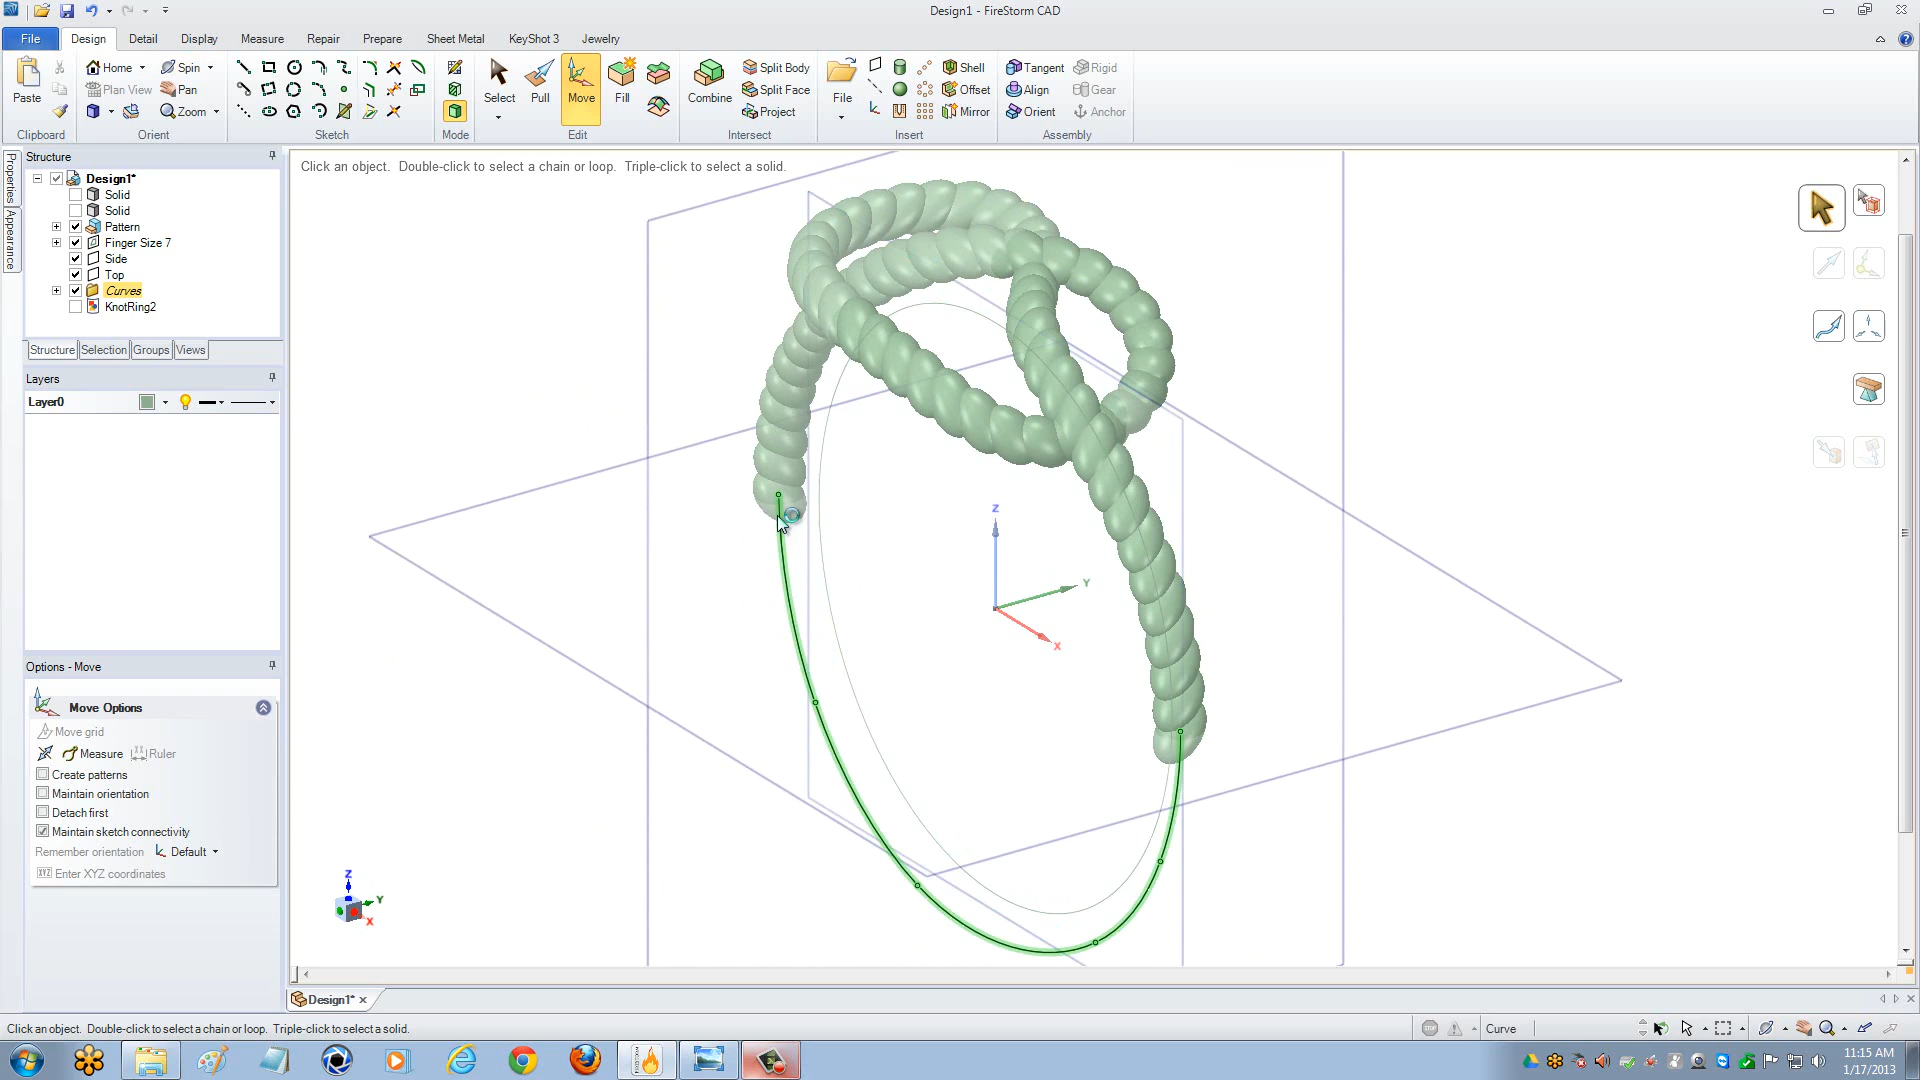 Design1 - FireStorm CAD
File Design Detail Display Measure Repair Prepare Sheet Metal KeyShot 3 Jewelry
Paste
Clipboard
Home Spin
Plan View Pan
Zoom
Orient
Sketch
Mode
Select Pull Move Fill
Edit
Combine
Split Body
Split Face
Project
Intersect
File
Shell
Offset
Mirror
Insert
Tangent Rigid
Align Gear
Orient Anchor
Assembly
Properties
Appearance
Structure
Design1*
Solid
Solid
Pattern
Finger Size 7
Side
Top
Curves
KnotRing2
Structure Selection Groups Views
Layers
Layer0
Options - Move
Move Options
Move grid
Measure Ruler
Create patterns
Maintain orientation
Detach first
Maintain sketch connectivity
Remember orientation Default
XYZ Enter XYZ coordinates
Click an object. Double-click to select a chain or loop. Triple-click to select a solid.
Z
Y
X
Z
Y
X
Design1*
Click an object. Double-click to select a chain or loop. Triple-click to select a solid.
Curve
11:15 AM
1/17/2013